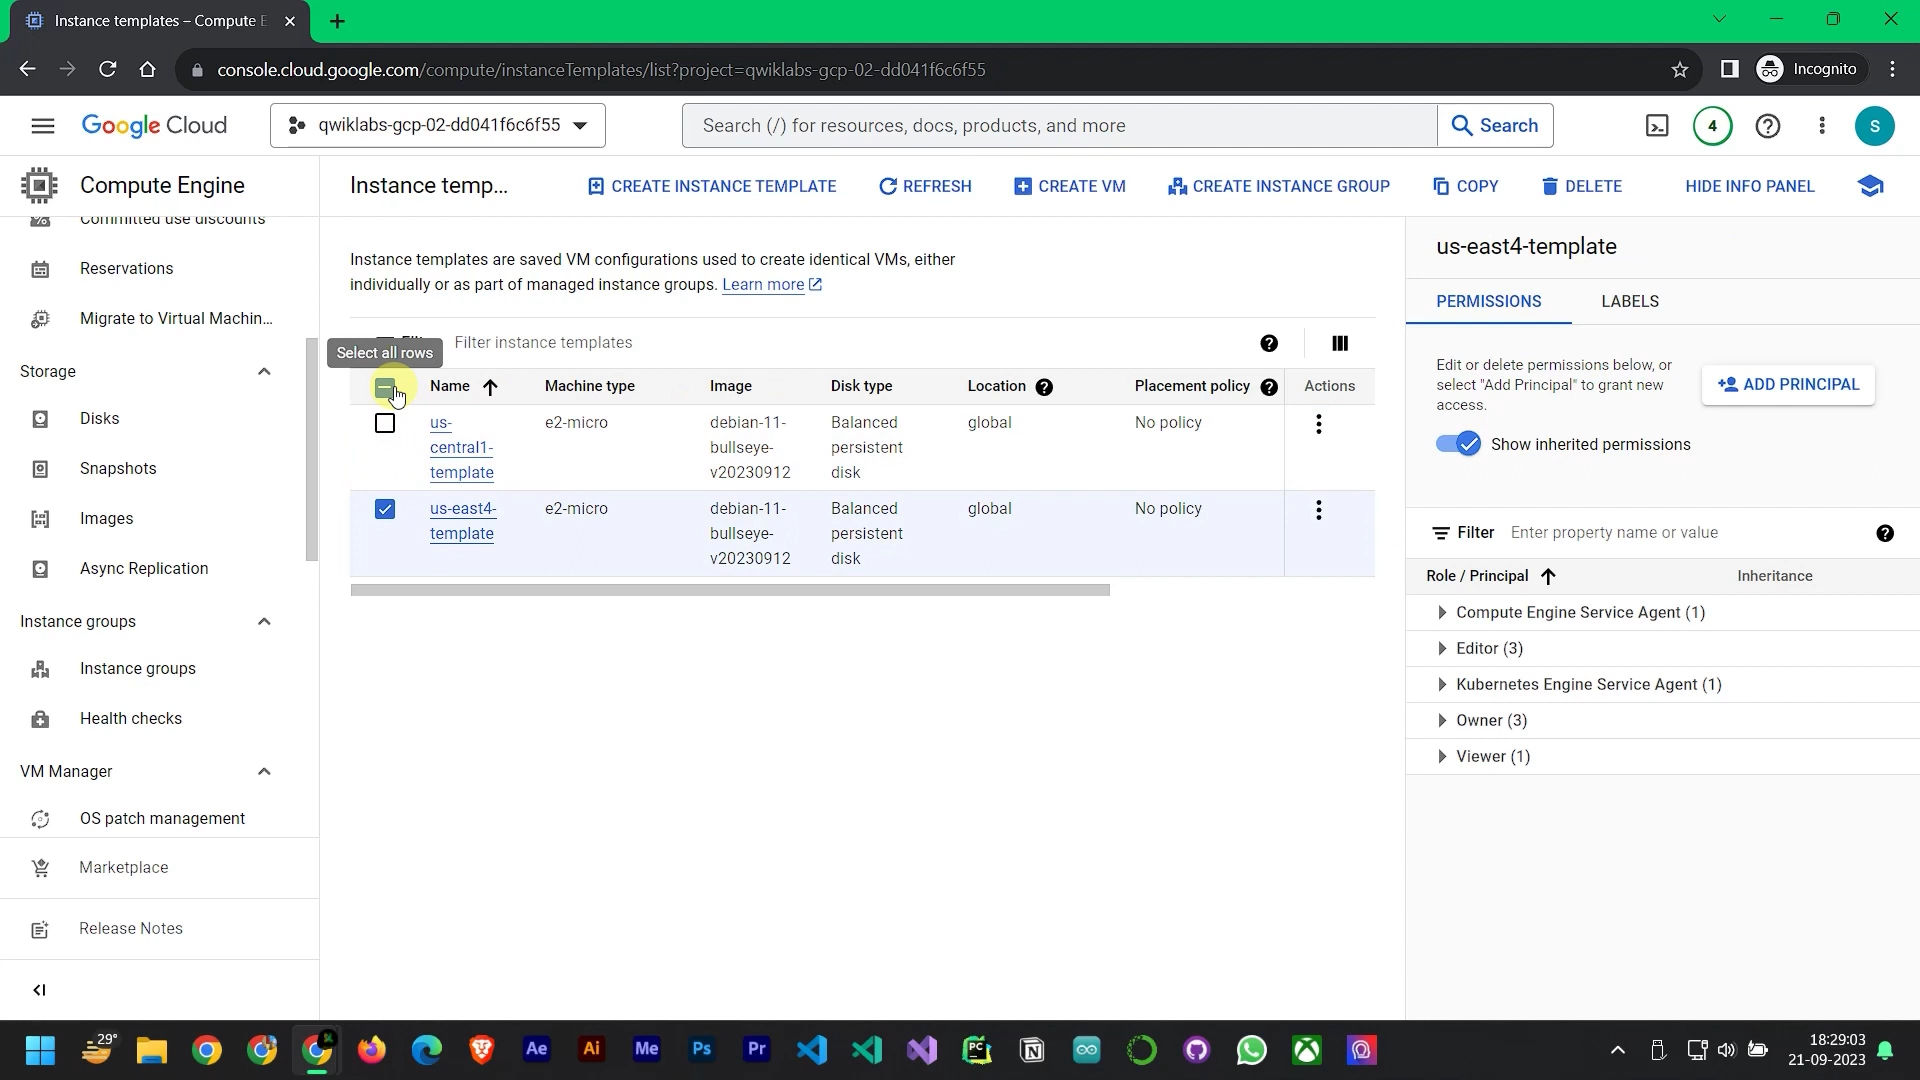 Instance templates – Compute E
console.cloud.google.com/compute/instanceTemplates/list?project=qwiklabs-gcp-02-dd041f6c6f55
Incognito
Google Cloud
qwiklabs-gcp-02-dd041f6c6f55
Search (/) for resources, docs, products, and more
Search
4
S
Compute Engine
Instance temp...
CREATE INSTANCE TEMPLATE
REFRESH
CREATE VM
CREATE INSTANCE GROUP
COPY
DELETE
HIDE INFO PANEL
Committed use discounts
Reservations
Migrate to Virtual Machin...
Storage
Disks
Snapshots
Images
Async Replication
Instance groups
Instance groups
Health checks
VM Manager
OS patch management
Marketplace
Release Notes
Instance templates are saved VM configurations used to create identical VMs, either
individually or as part of managed instance groups. Learn more
Filter instance templates
Select all rows
Name
Machine type
Image
Disk type
Location
Placement policy
Actions
us-
central1-
template
e2-micro
debian-11-
bullseye-
v20230912
Balanced
persistent
disk
global
No policy
us-east4-
template
e2-micro
debian-11-
bullseye-
v20230912
Balanced
persistent
disk
global
No policy
us-east4-template
PERMISSIONS
LABELS
Edit or delete permissions below, or
select "Add Principal" to grant new
access.
ADD PRINCIPAL
Show inherited permissions
Filter
Enter property name or value
Role / Principal
Inheritance
Compute Engine Service Agent (1)
Editor (3)
Kubernetes Engine Service Agent (1)
Owner (3)
Viewer (1)
29°
Ae
Ai
Me
Ps
Pr
PC
18:29:03
21-09-2023